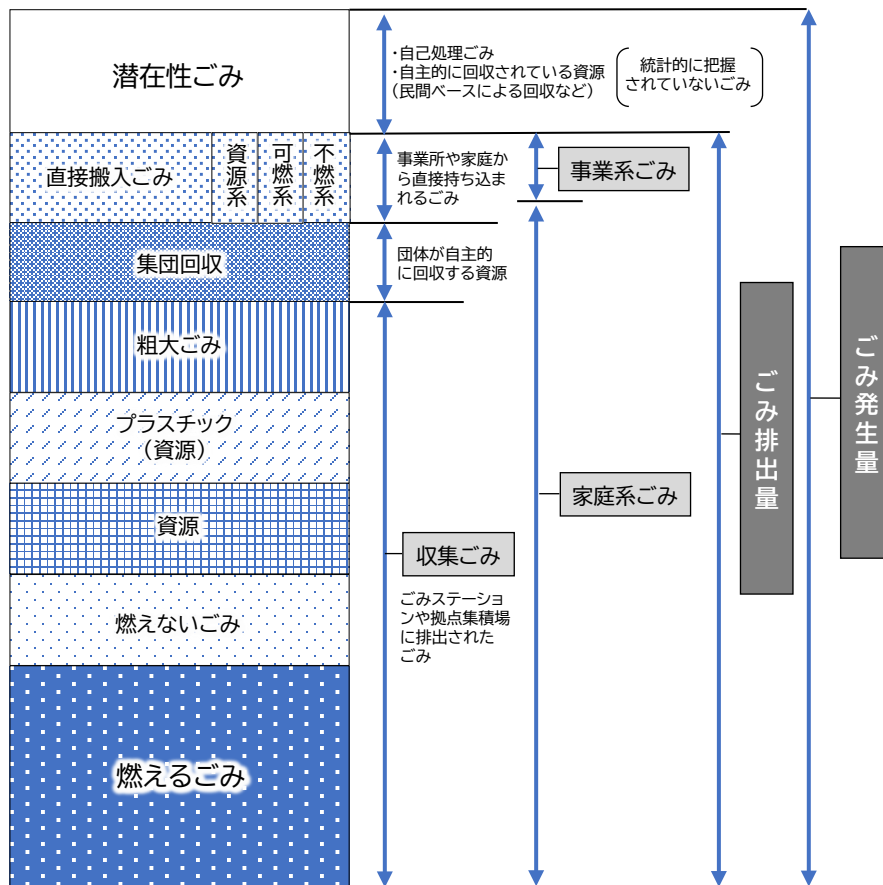 潜在性ごみ
・自己処理ごみ
・自主的に回収されている資源
（民間ベースによる回収など）
統計的に把握
されていないごみ
直接搬入ごみ
資源系
可燃系
不燃系
事業所や家庭か
ら直接持ち込ま
れるごみ
事業系ごみ
集団回収
団体が自主的
に回収する資源
粗大ごみ
プラスチック
（資源）
資源
燃えないごみ
燃えるごみ
収集ごみ
ごみステーショ
ンや拠点集積場
に排出された
ごみ
家庭系ごみ
ごみ排出量
ごみ発生量